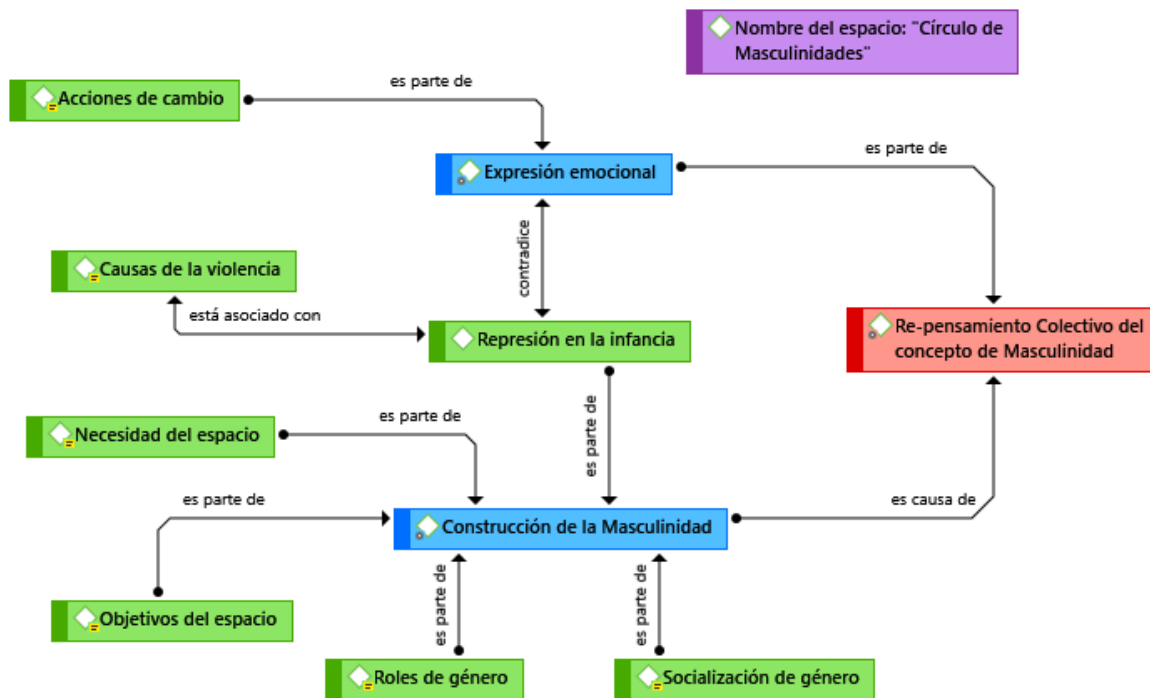 Nombre del espacio: "Círculo de
Masculinidades"
es parte de
Acciones de cambio
es parte de
Expresión emocional
contradice
Causas de la violencia
está asociado con
Represión en la infancia
Re-pensamiento Colectivo del
concepto de Masculinidad
es parte de
Necesidad del espacio
es parte de
es parte de
es causa de
Construcción de la Masculinidad
es parte de
es parte de
Objetivos del espacio
Roles de género
Socialización de género